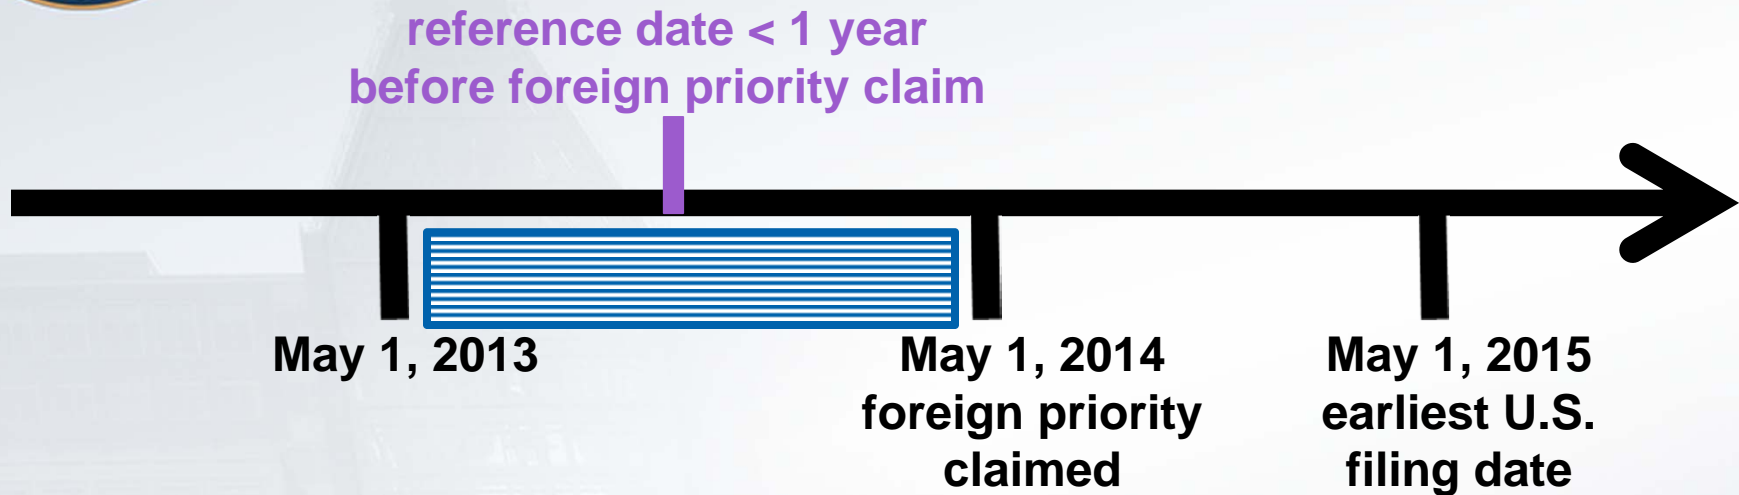 reference date < 1 year
before foreign priority claim
May 1, 2013
May 1, 2014
foreign priority
claimed
May 1, 2015
earliest U.S.
filing date